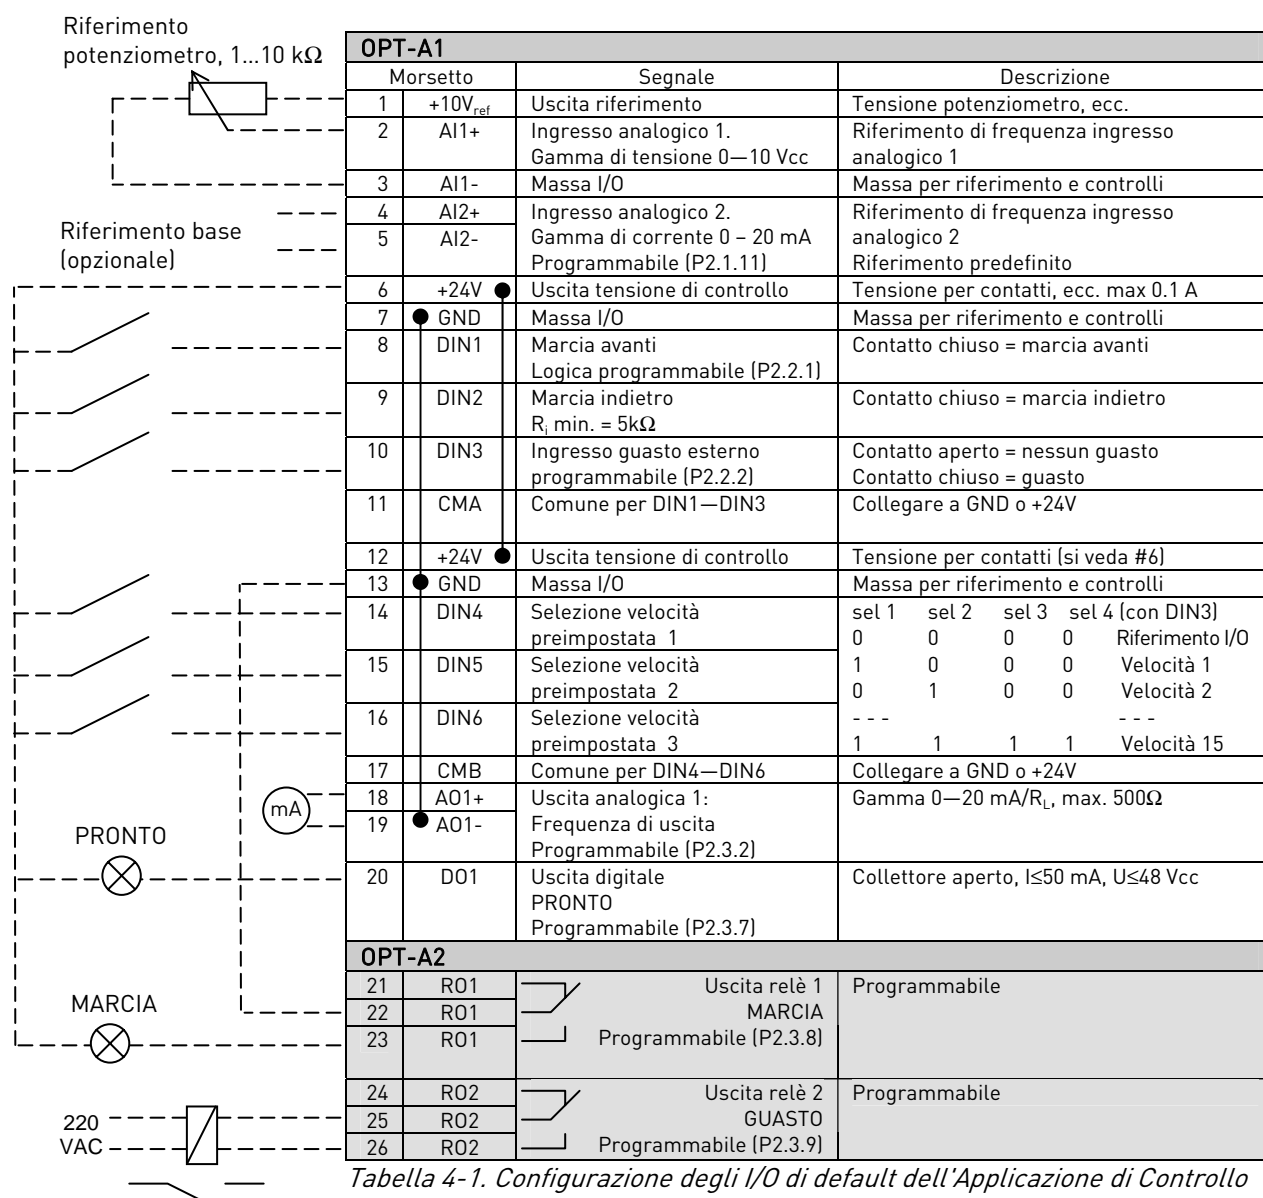 Riferimento
potenziometro, 1...10 kΩ
OPT-A1
Morsetto Segnale Descrizione
1 +10Vref Uscita riferimento Tensione potenziometro, ecc.
2 AI1+ Ingresso analogico 1. Riferimento di frequenza ingresso
Gamma di tensione 0—10 Vcc analogico 1
3 AI1- Massa I/O Massa per riferimento e controlli
Riferimento base
(opzionale)
4 AI2+ Ingresso analogico 2. Riferimento di frequenza ingresso
5 AI2- Gamma di corrente 0 – 20 mA analogico 2
Programmabile (P2.1.11) Riferimento predefinito
6 +24V Uscita tensione di controllo Tensione per contatti, ecc. max 0.1 A
7 GND Massa I/O Massa per riferimento e controlli
8 DIN1 Marcia avanti Contatto chiuso = marcia avanti
Logica programmabile (P2.2.1)
9 DIN2 Marcia indietro Contatto chiuso = marcia indietro
Ri min. = 5kΩ
10 DIN3 Ingresso guasto esterno Contatto aperto = nessun guasto
programmabile (P2.2.2) Contatto chiuso = guasto
11 CMA Comune per DIN1—DIN3 Collegare a GND o +24V
12 +24V Uscita tensione di controllo Tensione per contatti (si veda #6)
13 GND Massa I/O Massa per riferimento e controlli
14 DIN4 Selezione velocità sel 1 sel 2 sel 3 sel 4 (con DIN3)
preimpostata 1 0 0 0 0 Riferimento I/O
15 DIN5 Selezione velocità 1 0 0 0 Velocità 1
preimpostata 2 0 1 0 0 Velocità 2
16 DIN6 Selezione velocità - - - - - -
preimpostata 3 1 1 1 1 Velocità 15
17 CMB Comune per DIN4—DIN6 Collegare a GND o +24V
mA
18 AO1+ Uscita analogica 1: Gamma 0—20 mA/RL, max. 500Ω
19 AO1- Frequenza di uscita
Programmabile (P2.3.2)
PRONTO
20 DO1 Uscita digitale Collettore aperto, I≤50 mA, U≤48 Vcc
PRONTO
Programmabile (P2.3.7)
OPT-A2
21 RO1 Uscita relè 1 Programmabile
22 RO1 MARCIA
23 RO1 Programmabile (P2.3.8)
MARCIA
24 RO2 Uscita relè 2 Programmabile
25 RO2 GUASTO
26 RO2 Programmabile (P2.3.9)
220
VAC
Tabella 4-1. Configurazione degli I/O di default dell'Applicazione di Controllo